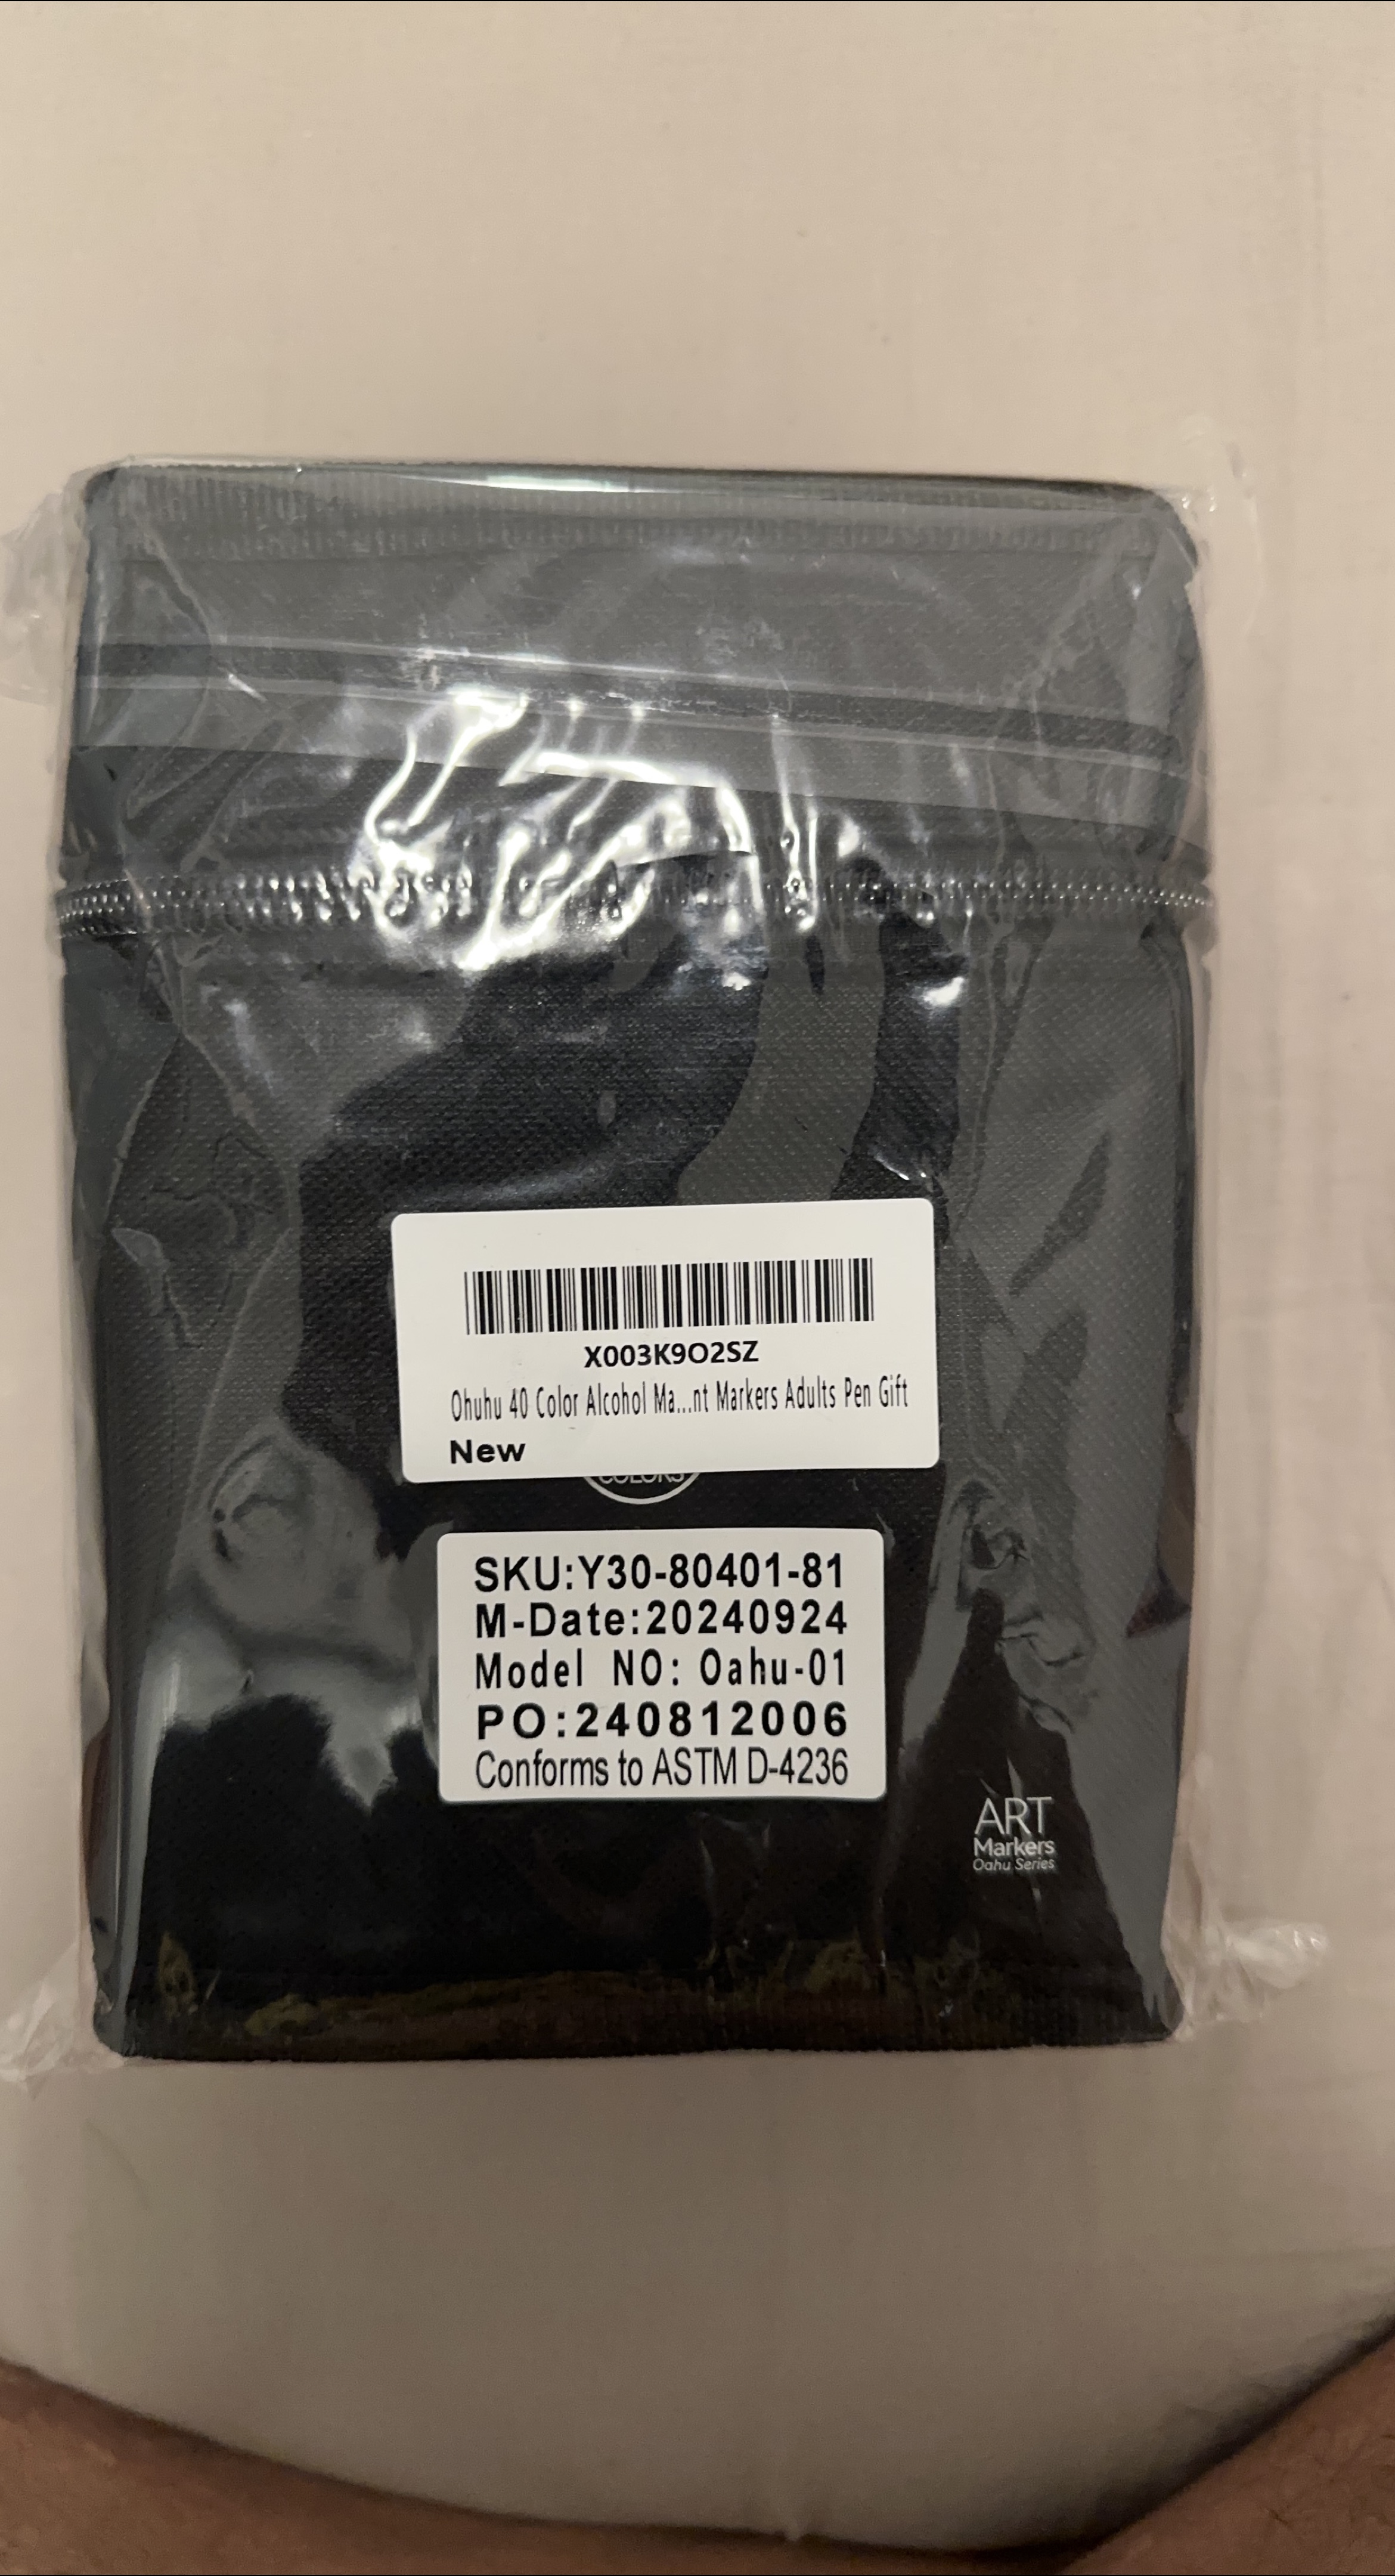 X003K9O2SZ
Ohuhu 40 Color Alcohol Ma...nt Markers Adults Pen Gift
New
COLORS
SKU:Y30-80401-81
M-Date:20240924
Model NO: Oahu-01
PO:240812006
Conforms to ASTM D-4236
ART
Markers
Oahu Series